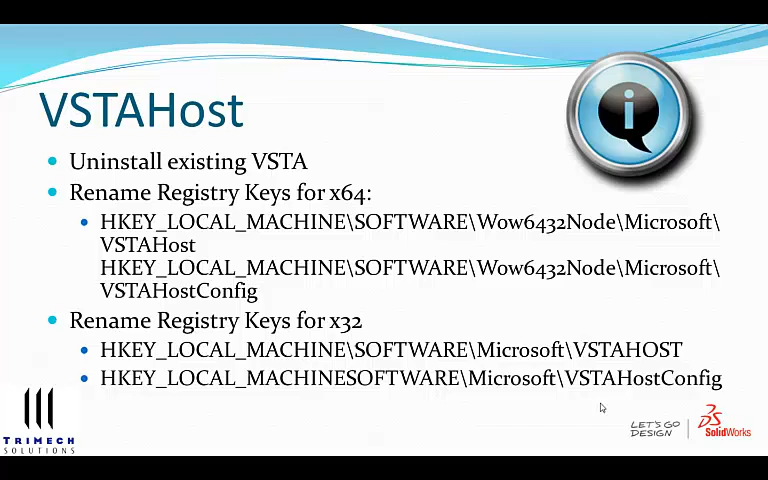 VSTAHost
i
Uninstall existing VSTA
Rename Registry Keys for x64:
HKEY_LOCAL_MACHINE\SOFTWARE\Wow6432Node\Microsoft\
VSTAHost
HKEY_LOCAL_MACHINE\SOFTWARE\Wow6432Node\Microsoft\
VSTAHostConfig
Rename Registry Keys for x32
HKEY_LOCAL_MACHINE\SOFTWARE\Microsoft\VSTAHOST
HKEY_LOCAL_MACHINESOFTWARE\Microsoft\VSTAHostConfig
TRIMECH
SOLUTIONS
LET'S GO
DESIGN
SolidWorks